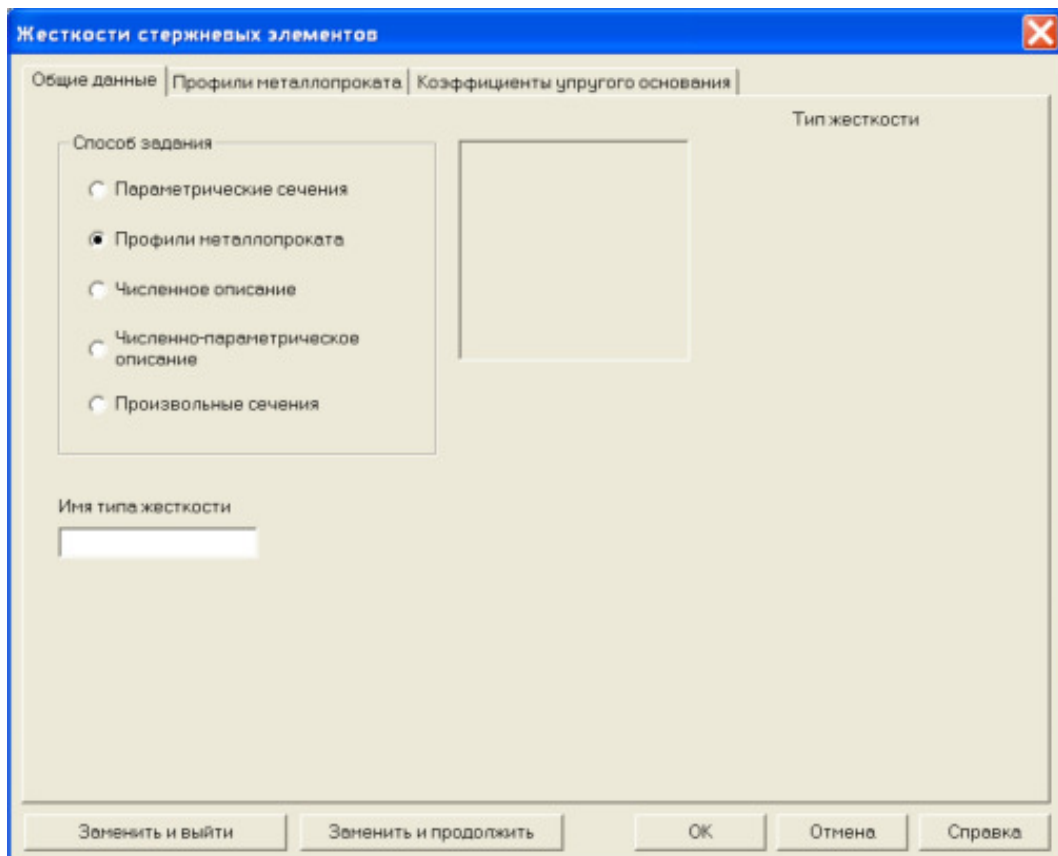 Жесткости стержневых элементов
Общие данные Профили металлопроката Коэффициенты упругого основания
Тип жесткости
Способ задания
Параметрические сечения
Профили металлопроката
Численное описание
Численно-параметрическое
описание
Произвольные сечения
Имя типа жесткости
Заменить и выйти Заменить и продолжить ОК Отмена Справка